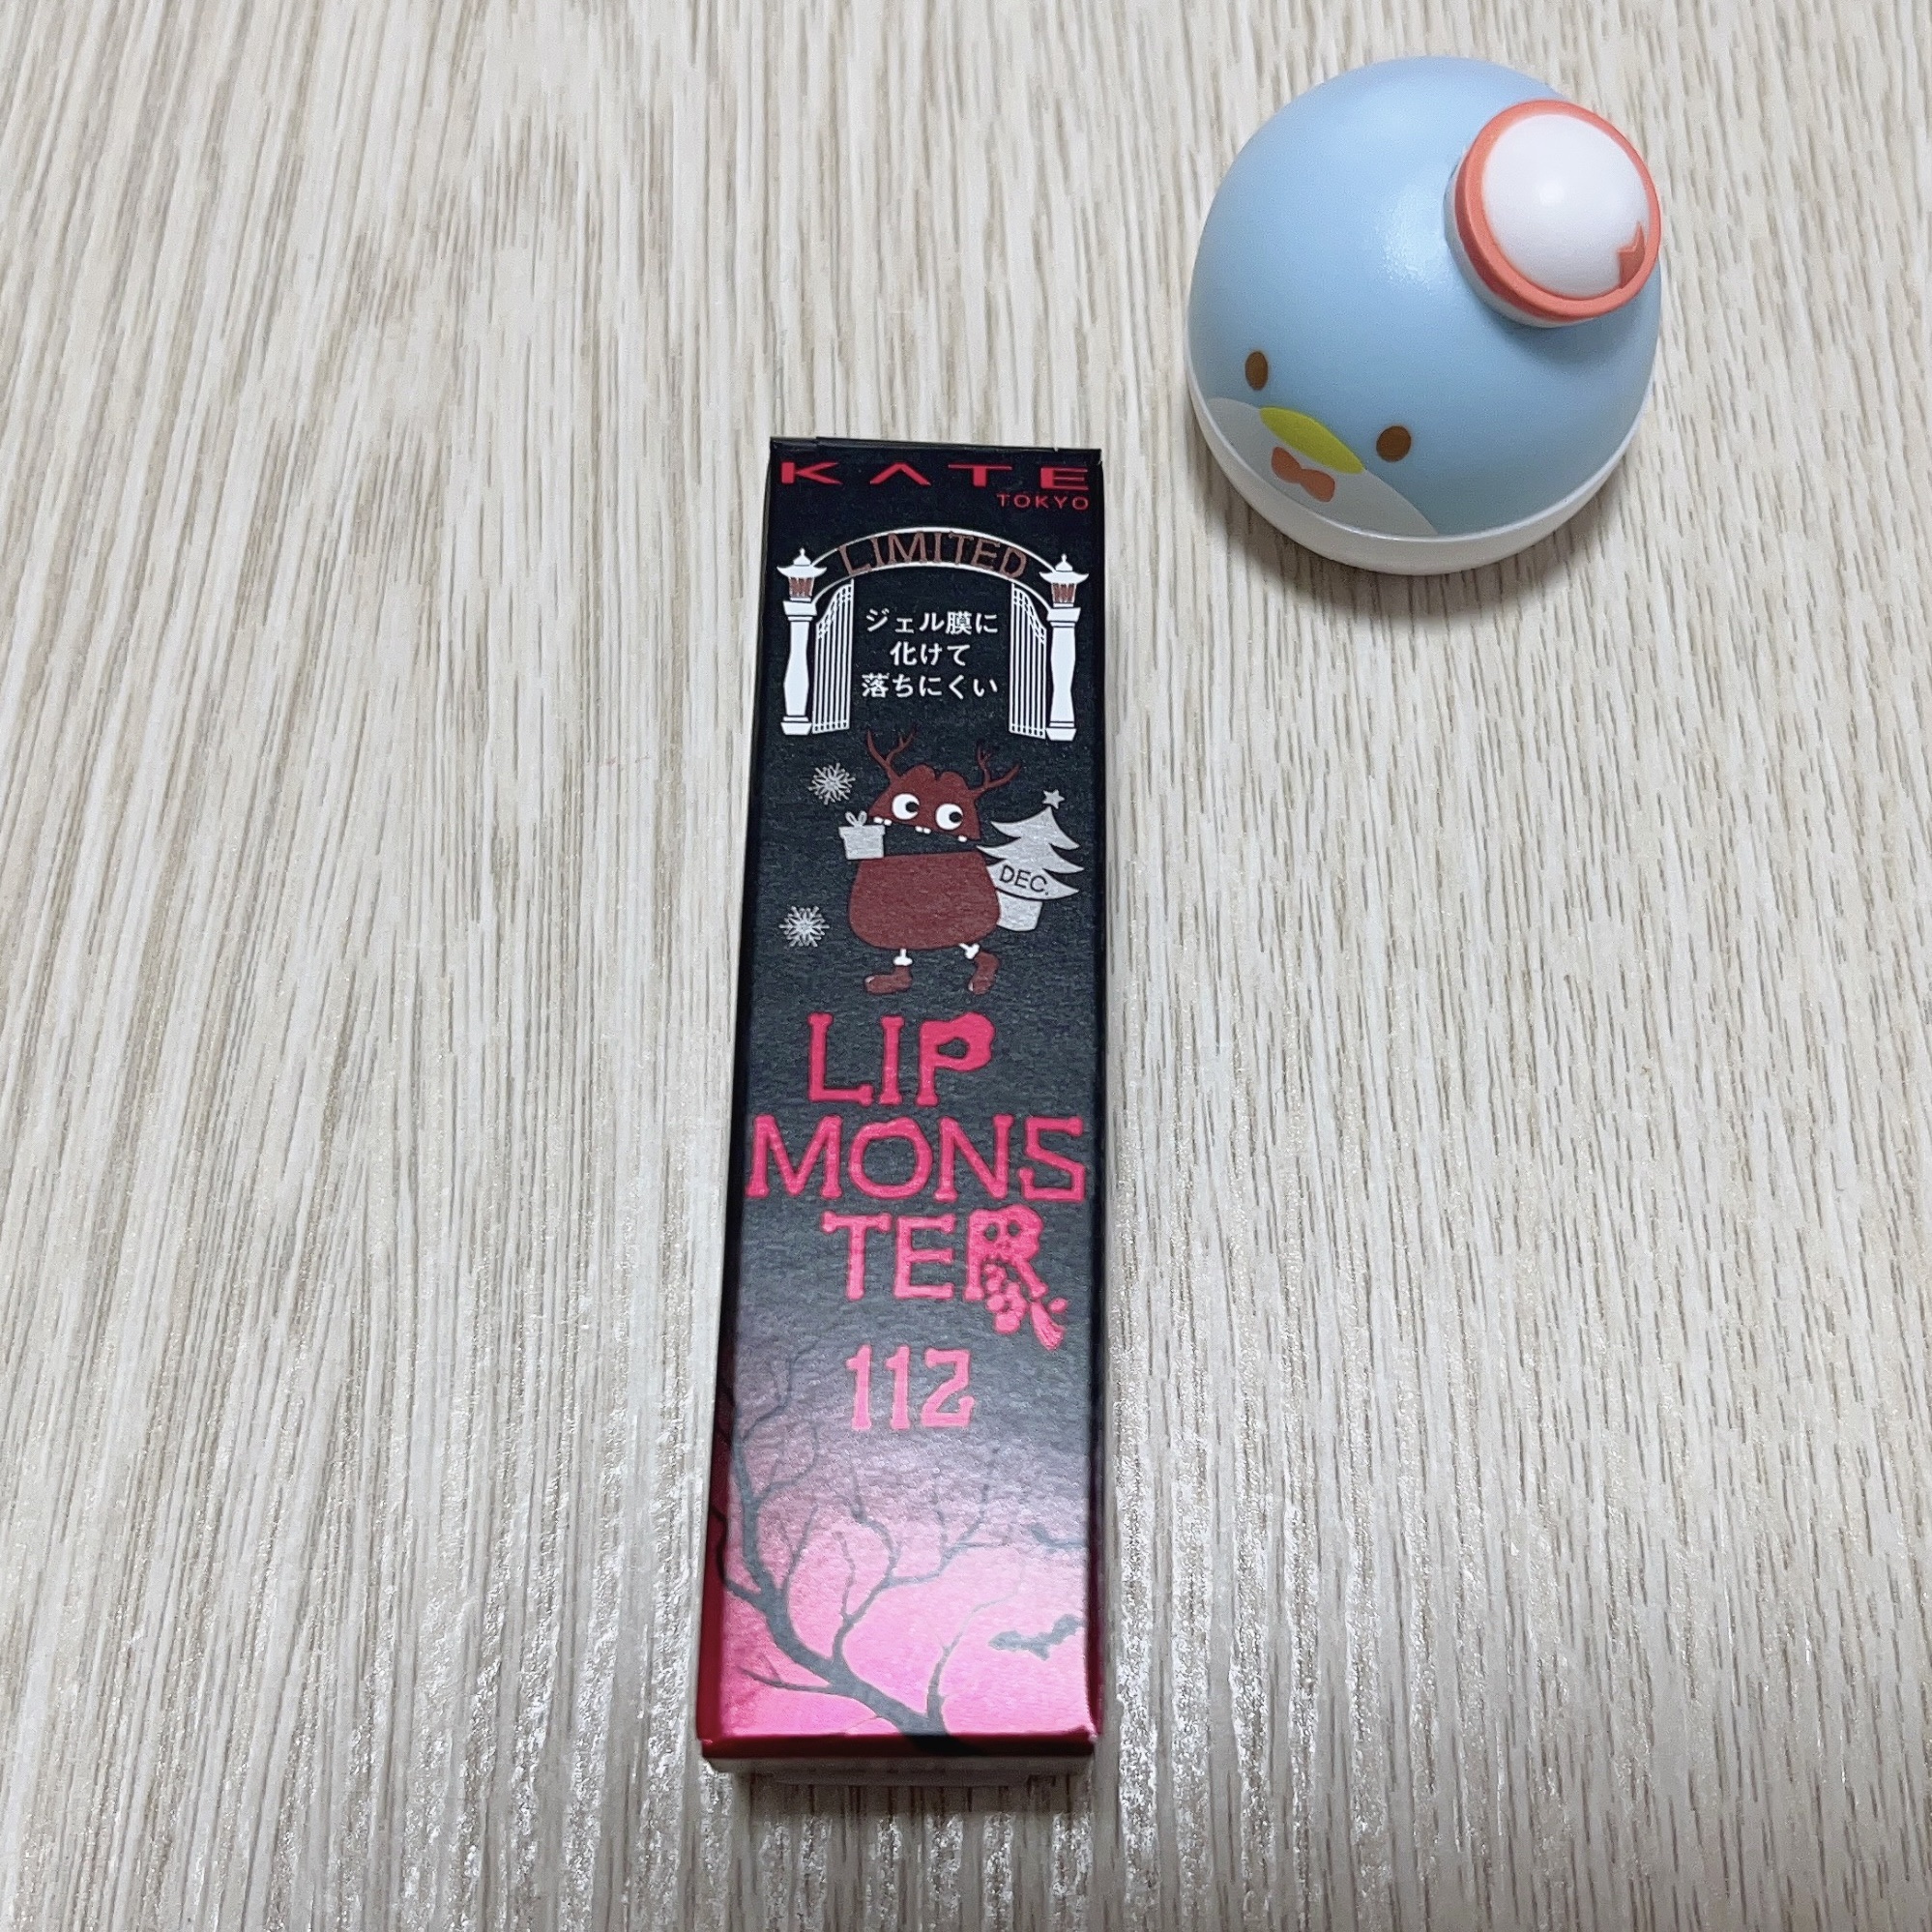 KATE
TOKYO
LIMITED
ジェル膜に
化けて
落ちにくい
DEC.
LIP
MONS
TER
112